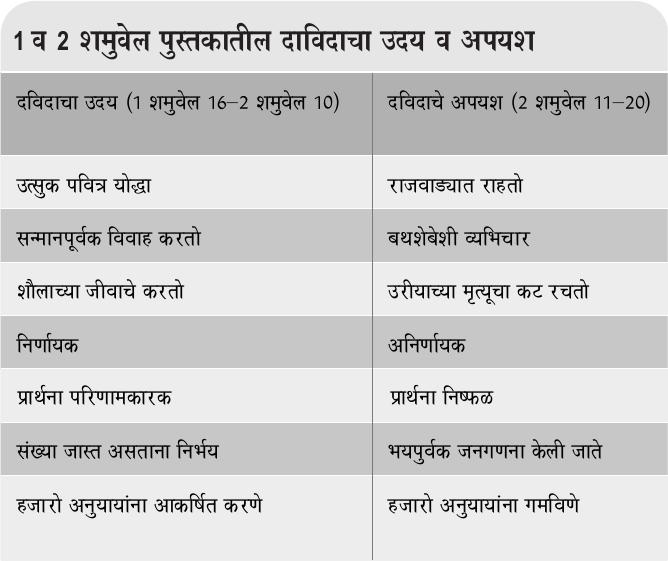 1 व 2 शमुवेल पुस्तकातील दाविदाचा उदय व अपयश
दविदाचा उदय (1 शमुवेल 16–2 शमुवेल 10) दविदाचे अपयश (2 शमुवेल 11–20)
उत्सुक पवित्र योद्धा राजवाड्यात राहतो
सन्मानपूर्वक विवाह करतो बथशेबेशी व्यभिचार
शौलाच्या जीवाचे करतो उरीयाच्या मृत्यूचा कट रचतो
निर्णायक अनिर्णायक
प्रार्थना परिणामकारक प्रार्थना निष्फळ
संख्या जास्त असताना निर्भय भयपुर्वक जनगणना केली जाते
हजारो अनुयायांना आकर्षित करणे हजारो अनुयायांना गमविणे